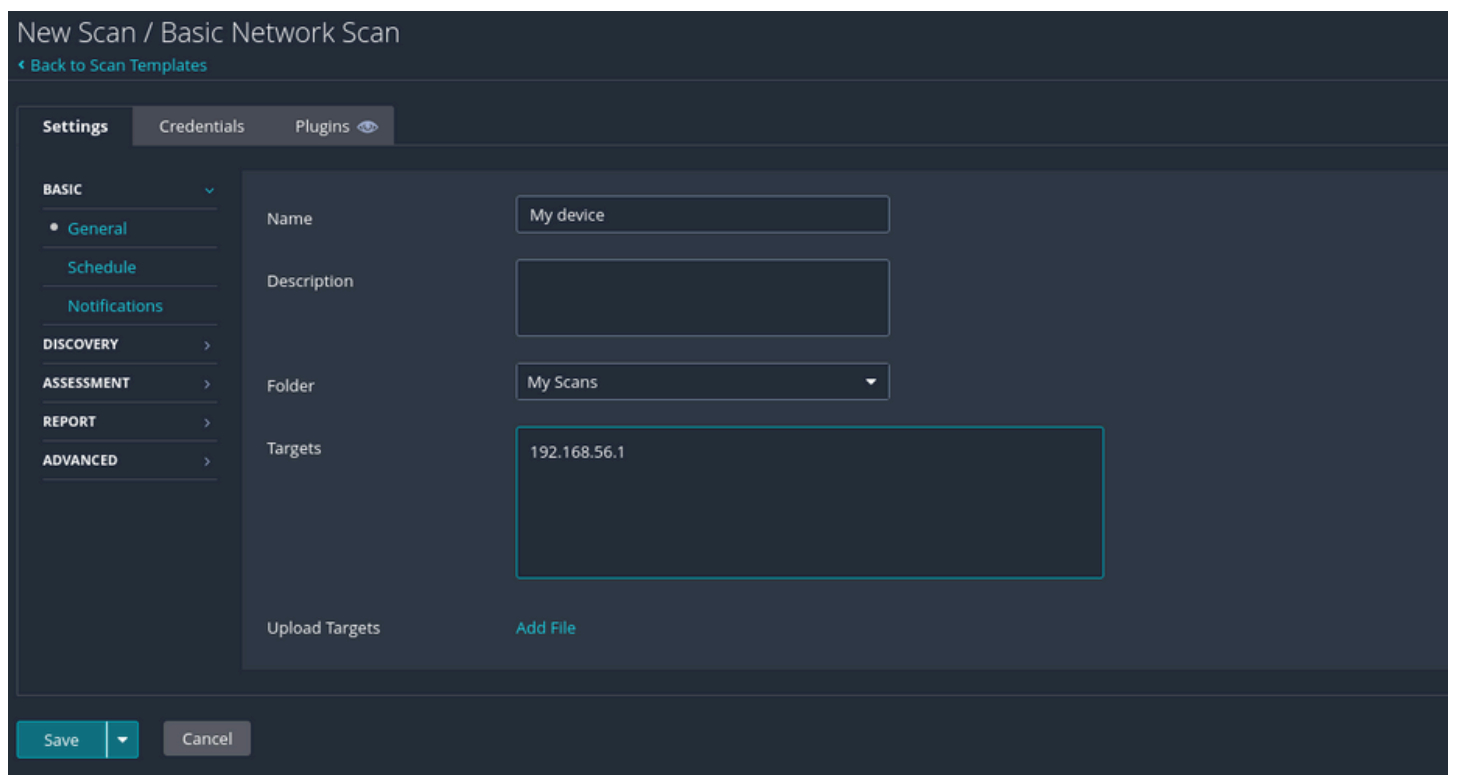 New Scan / Basic Network Scan
‹ Back to Scan Templates
Settings Credentials Plugins
BASIC
General
Schedule
Notifications
DISCOVERY
ASSESSMENT
REPORT
ADVANCED
Name My device
Description
Folder My Scans
Targets 192.168.56.1
Upload Targets Add File
Save Cancel